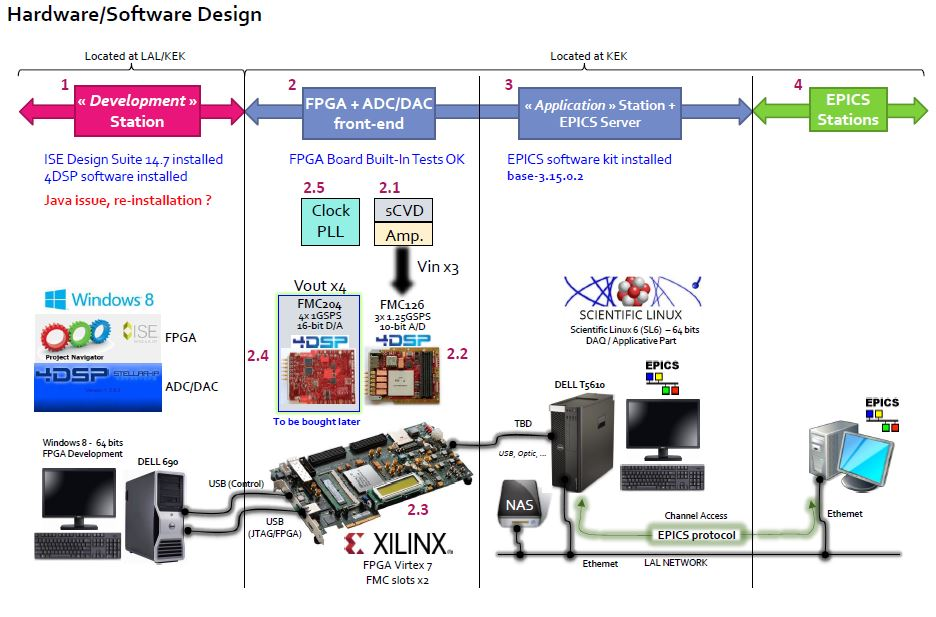 Hardware/Software Design
Located at LAL/KEK
Located at KEK
1
« Development »
Station
2
FPGA + ADC/DAC
front-end
3
« Application » Station +
EPICS Server
4
EPICS
Stations
ISE Design Suite 14.7 installed
4DSP software installed
Java issue, re-installation ?
FPGA Board Built-In Tests OK
EPICS software kit installed
base-3.15.0.2
2.5
Clock
PLL
2.1
sCVD
Amp.
Vin x3
Vout x4
FMC204
4x 1GSPS
16-bit D/A
4DSP
2.4
To be bought later
FMC126
3x 1.25GSPS
10-bit A/D
4DSP
2.2
Windows 8
ISE
Project Navigator
FPGA
4DSP
ADC/DAC
SCIENTIFIC LINUX
Scientific Linux 6 (SL6) – 64 bits
DAQ / Applicative Part
EPICS
DELL T5610
EPICS
Windows 8 - 64 bits
FPGA Development
DELL 690
USB (Control)
USB
(JTAG/FPGA)
2.3
XILINX
FPGA Virtex 7
FMC slots x2
TBD
USB, Optic, ...
NAS
Channel Access
EPICS protocol
Ethernet
Ethernet
LAL NETWORK